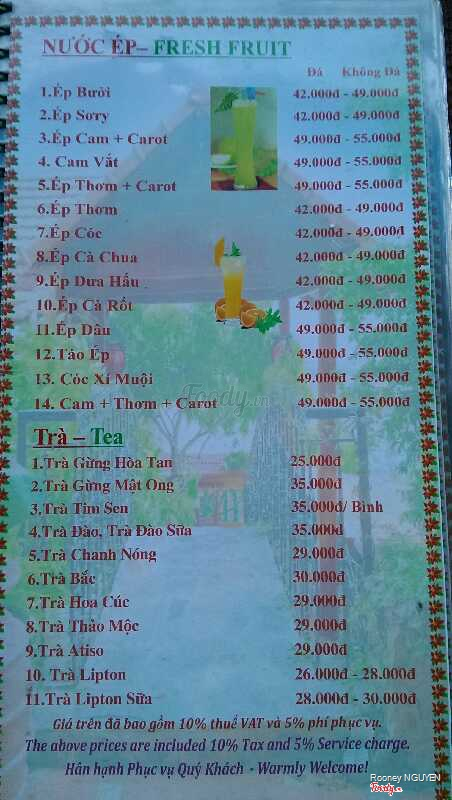 NƯỚC ÉP– FRESH FRUIT
Đá Không Đá
1.Ép Bưởi 42.000đ - 49.000đ
2.Ép Sơry 42.000đ - 49.000đ
3.Ép Cam + Carot 49.000đ - 55.000đ
4. Cam Vắt 49.000đ - 55.000đ
5.Ép Thơm + Carot 49.000đ - 55.000đ
6.Ép Thơm 42.000đ - 49.000đ
7.Ép Cóc 42.000đ - 49.000đ
8.Ép Cà Chua 42.000đ - 49.000đ
9.Ép Dưa Hấu 42.000đ - 49.000đ
10.Ép Cà Rốt 42.000đ - 49.000đ
11.Ép Dâu 49.000đ - 55.000đ
12.Táo Ép 49.000đ - 55.000đ
13. Cóc Xí Muội 49.000đ - 55.000đ
14. Cam + Thơm + Carot 49.000đ - 55.000đ
Foody.vn
Trà – Tea
1.Trà Gừng Hòa Tan 25.000đ
2.Trà Gừng Mật Ong 35.000đ
3.Trà Tim Sen 35.000đ/ Bình
4.Trà Đào, Trà Đào Sữa 35.000đ
5.Trà Chanh Nóng 29.000đ
6.Trà Bắc 30.000đ
7.Trà Hoa Cúc 29.000đ
8.Trà Thảo Mộc 29.000đ
9.Trà Atiso 29.000đ
10. Trà Lipton 26.000đ - 28.000đ
11.Trà Lipton Sữa 28.000đ - 30.000đ
Giá trên đã bao gồm 10% thuế VAT và 5% phí phục vụ.
The above prices are included 10% Tax and 5% Service charge.
Hân hạnh Phục vụ Quý Khách - Warmly Welcome!
Rooney NGUYEN
Foody.vn